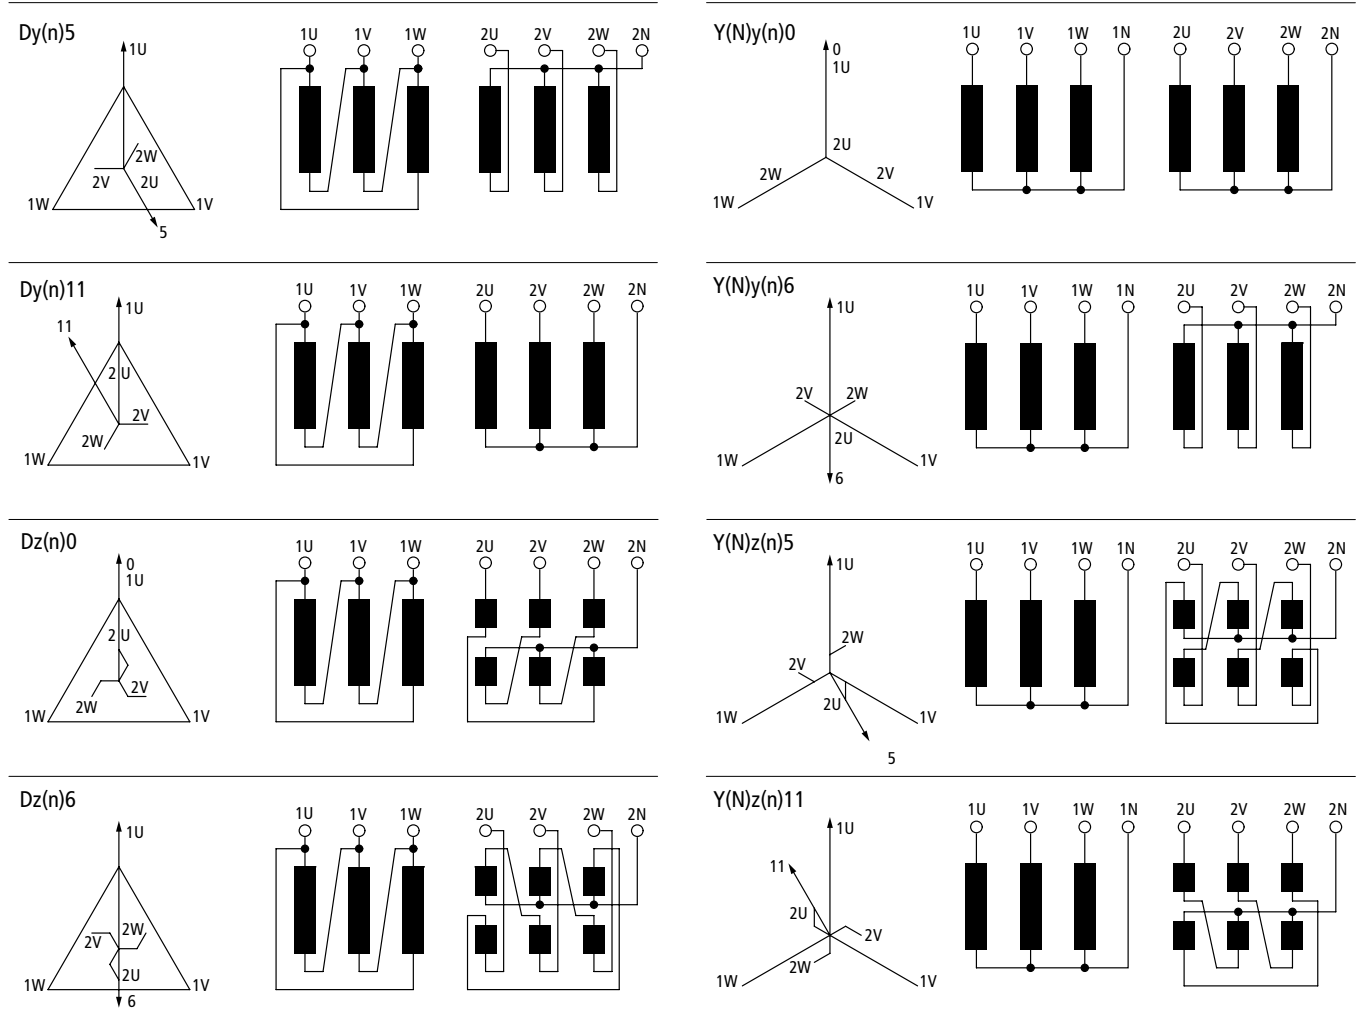 Dy(n)5
1U
2W
2V 2U
1W 1V
5
1U 1V 1W 2U 2V 2W 2N
Y(N)y(n)0
0
1U
2U
2W 2V
1W 1V
1U 1V 1W 1N 2U 2V 2W 2N
Dy(n)11
1U
11
2U
2V
2W
1W 1V
1U 1V 1W 2U 2V 2W 2N
Y(N)y(n)6
1U
2V 2W
2U
1W 1V
6
1U 1V 1W 1N 2U 2V 2W 2N
Dz(n)0
0
1U
2U
2V
2W
1W 1V
1U 1V 1W 2U 2V 2W 2N
Y(N)z(n)5
1U
2W
2V
2U
1W 1V
5
1U 1V 1W 1N 2U 2V 2W 2N
Dz(n)6
1U
2V 2W
2U
1W 1V
6
1U 1V 1W 2U 2V 2W 2N
Y(N)z(n)11
1U
11
2U
2V
2W
1W 1V
1U 1V 1W 1N 2U 2V 2W 2N